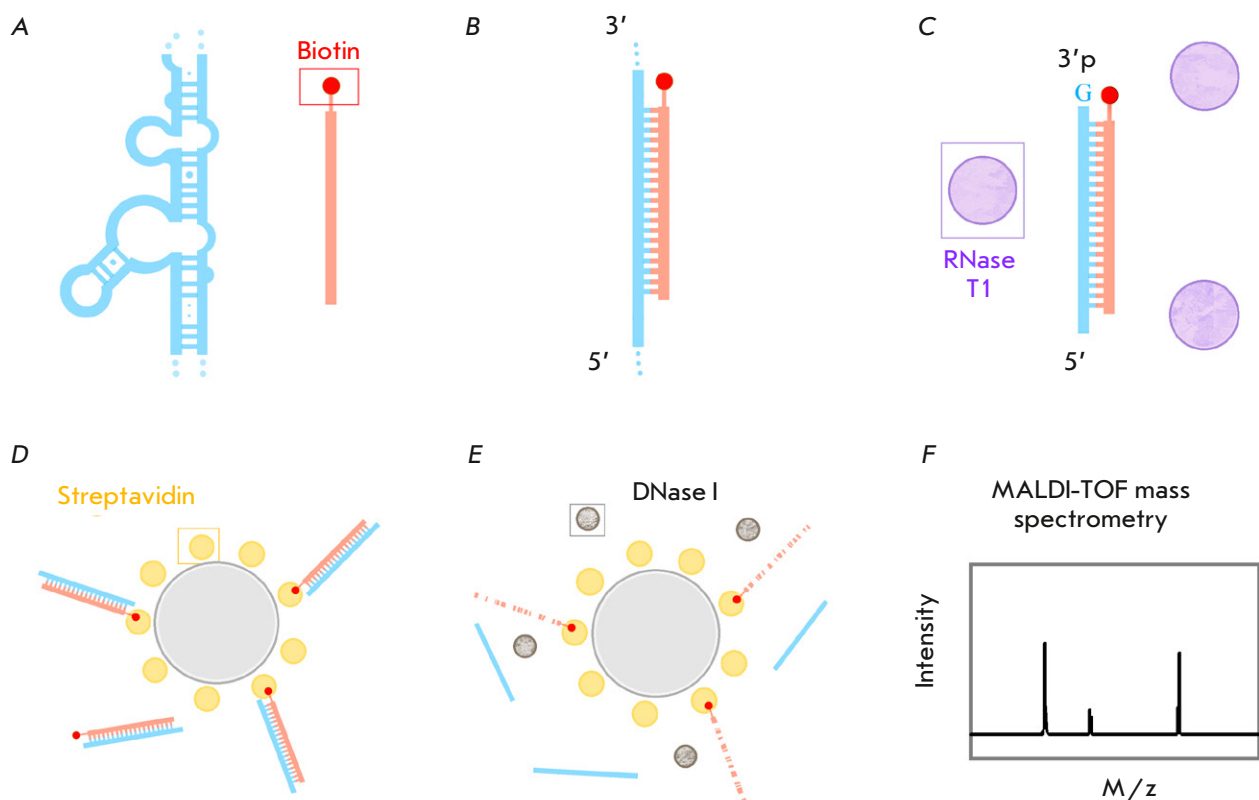 A
Biotin
B
3′
5′
C
3′p
G
RNase
T1
5′
D
Streptavidin
E
DNase I
F
MALDI-TOF mass
spectrometry
Intensity
M/z